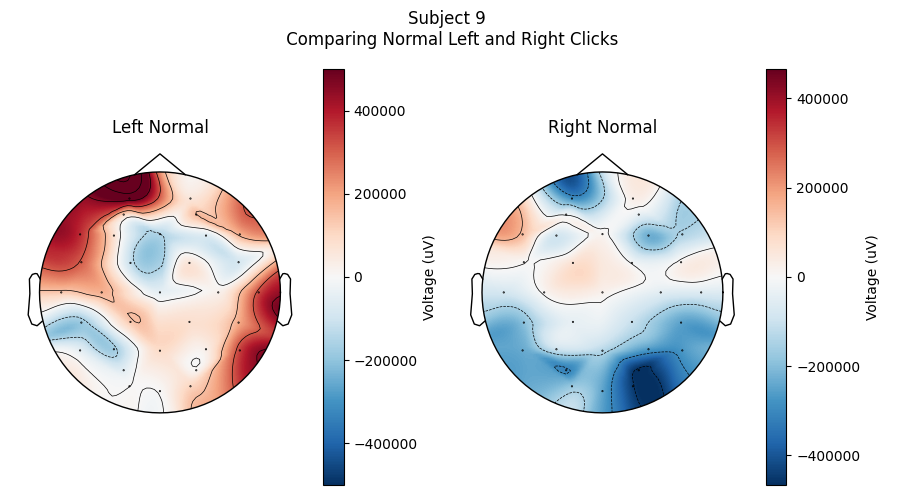 Subject 9
Comparing Normal Left and Right Clicks
Left Normal
400000
200000
0
−200000
−400000
Voltage (uV)
Right Normal
400000
200000
0
−200000
−400000
Voltage (uV)